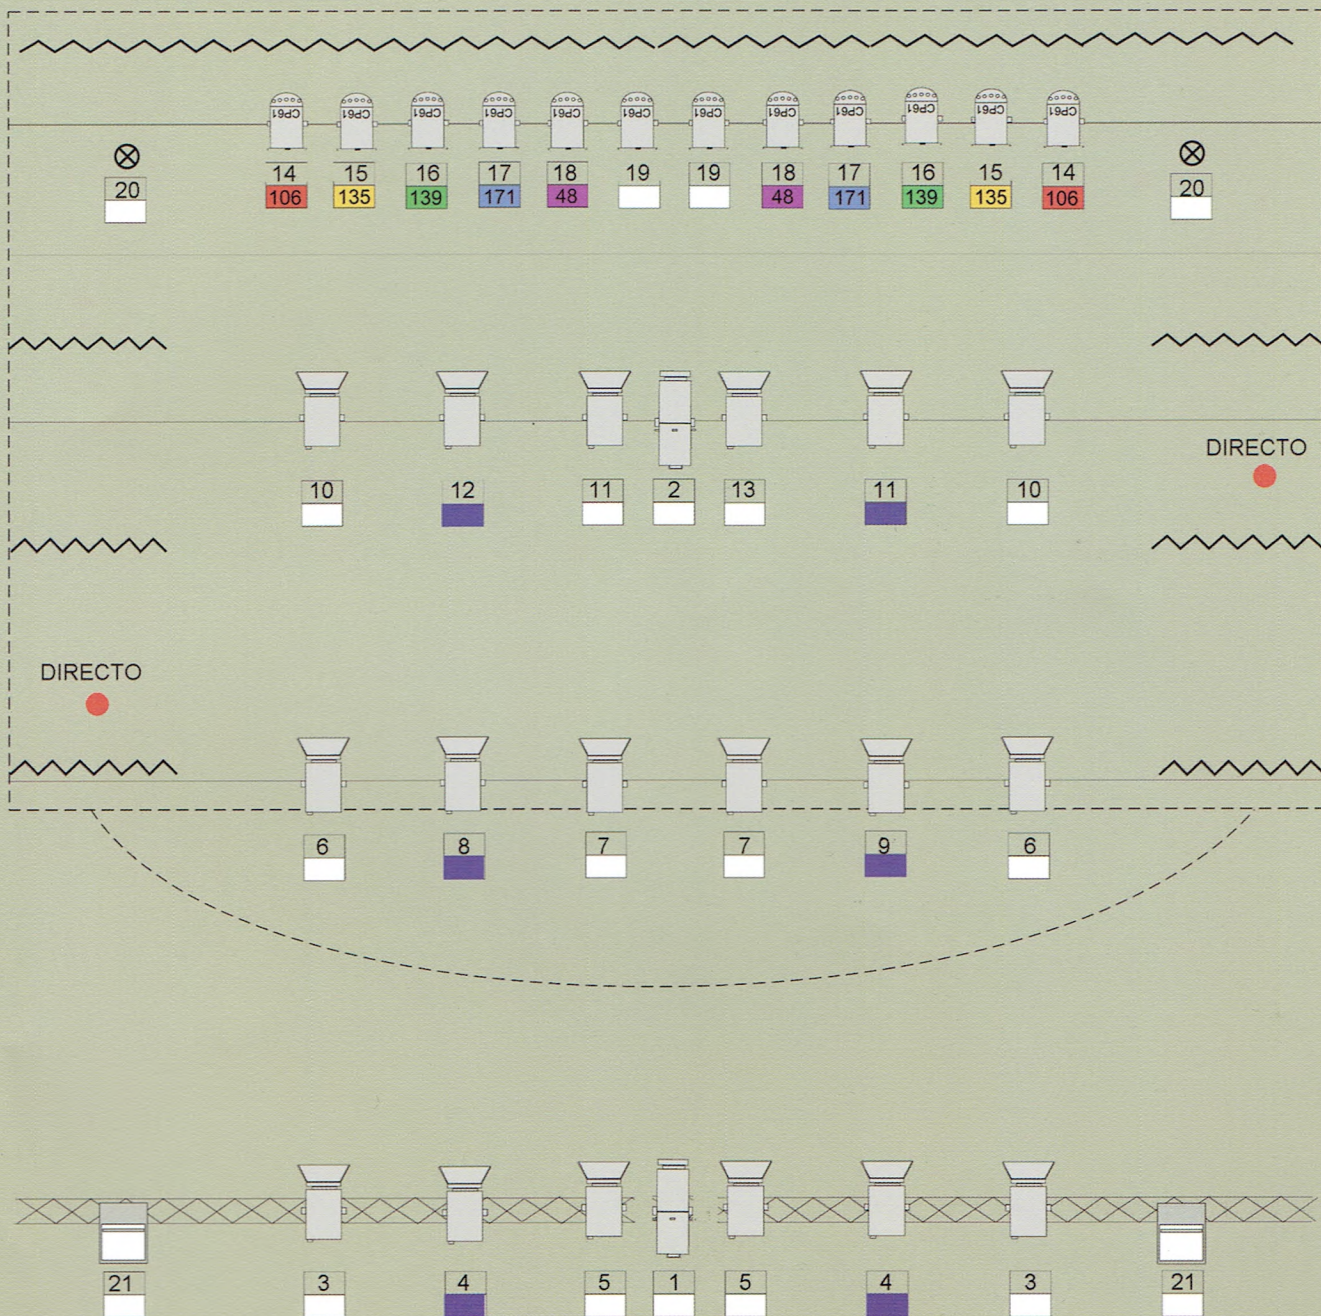 CP61 CP61 CP61 CP61 CP61 CP61 CP61 CP61 CP61 CP61 CP61 CP61
20 14 15 16 17 18 19 19 18 17 16 15 14 20
106 135 139 171 48 48 171 139 135 106
DIRECTO
10 12 11 2 13 11 10
DIRECTO
6 8 7 7 9 6
21 3 4 5 1 5 4 3 21